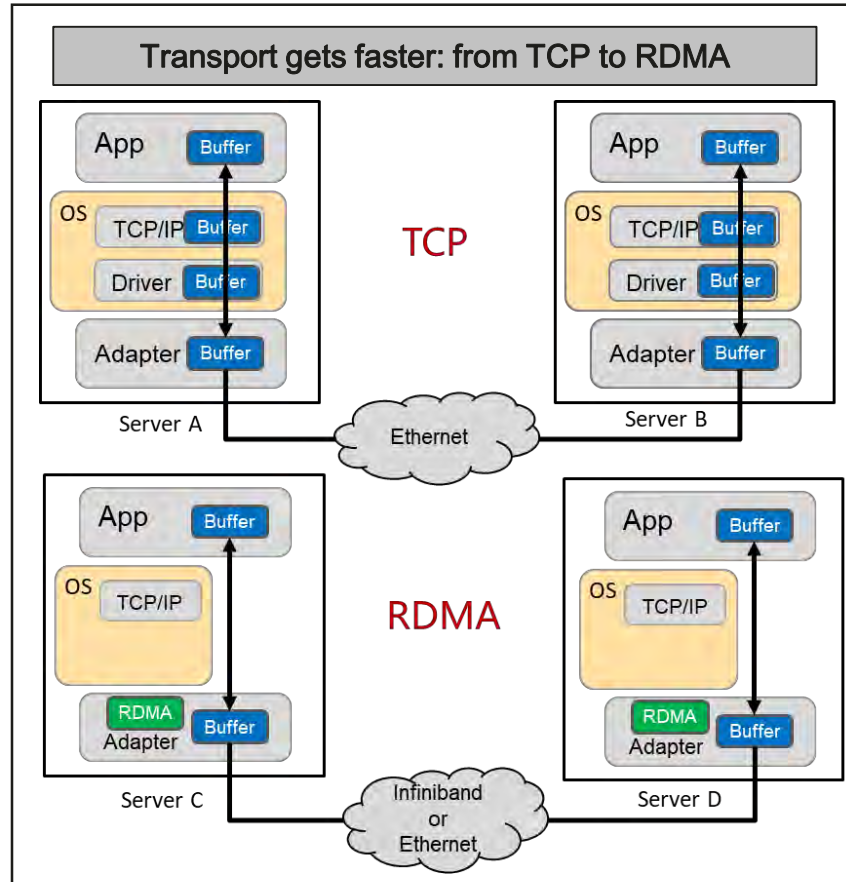 Transport gets faster: from TCP to RDMA
App
Buffer
OS
TCP/IP
Buffer
Driver
Buffer
Adapter
Buffer
Server A
TCP
App
Buffer
OS
TCP/IP
Buffer
Driver
Buffer
Adapter
Buffer
Server B
Ethernet
App
Buffer
OS
TCP/IP
RDMA
Adapter
Buffer
Server C
RDMA
App
Buffer
OS
TCP/IP
RDMA
Adapter
Buffer
Server D
Infiniband
or
Ethernet